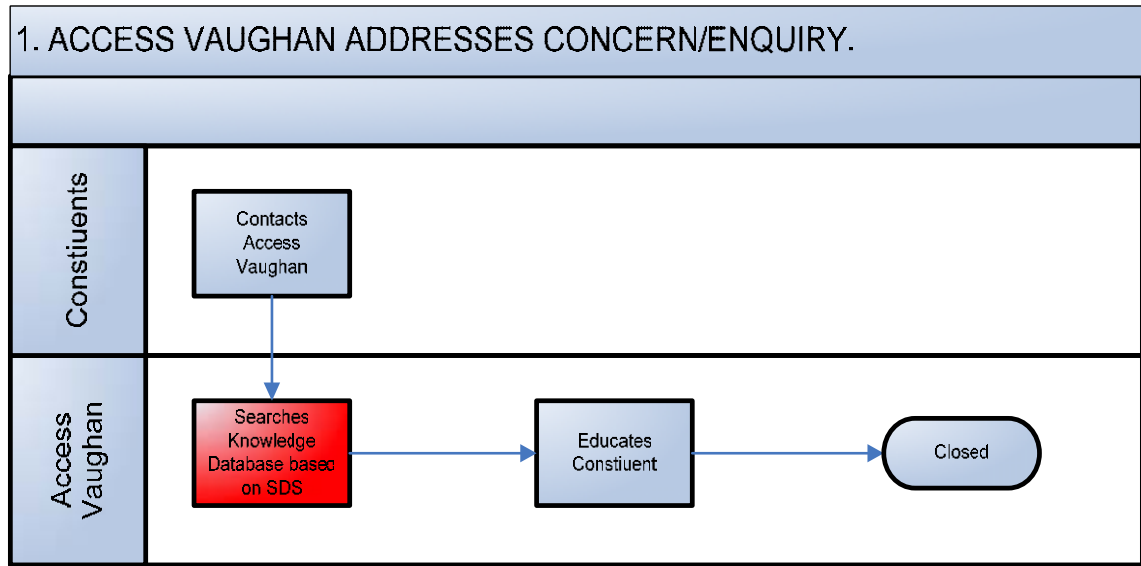 1. ACCESS VAUGHAN ADDRESSES CONCERN/ENQUIRY.
Constiuents
Contacts
Access
Vaughan
Access
Vaughan
Searches
Knowledge
Database based
on SDS
Educates
Constiuent
Closed